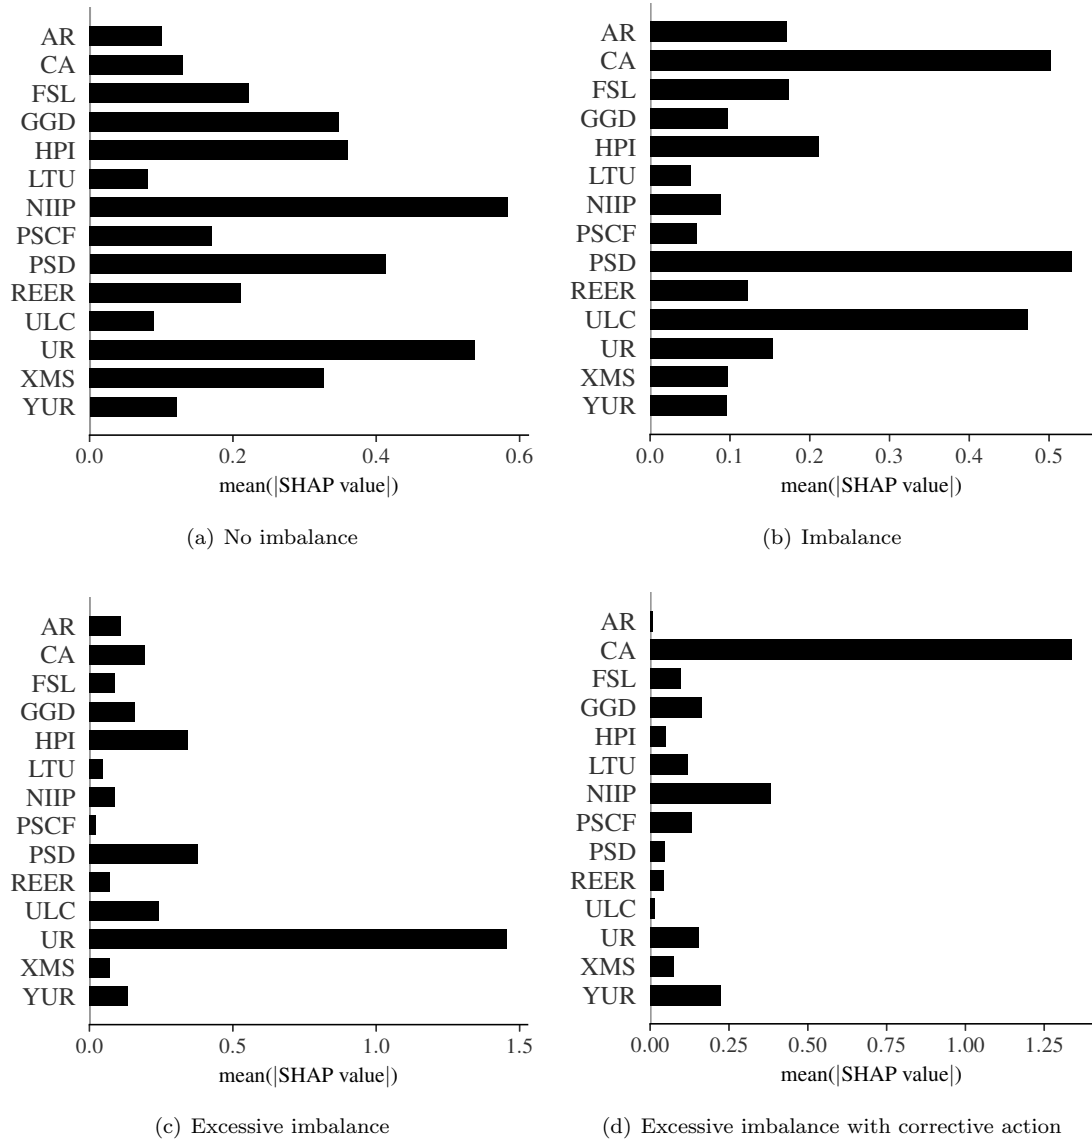 AR
CA
FSL
GGD
HPI
LTU
NIIP
PSCF
PSD
REER
ULC
UR
XMS
YUR
0.0 0.2 0.4 0.6
mean(|SHAP value|)
(a) No imbalance
AR
CA
FSL
GGD
HPI
LTU
NIIP
PSCF
PSD
REER
ULC
UR
XMS
YUR
0.0 0.1 0.2 0.3 0.4 0.5
mean(|SHAP value|)
(b) Imbalance
AR
CA
FSL
GGD
HPI
LTU
NIIP
PSCF
PSD
REER
ULC
UR
XMS
YUR
0.0 0.5 1.0 1.5
mean(|SHAP value|)
(c) Excessive imbalance
AR
CA
FSL
GGD
HPI
LTU
NIIP
PSCF
PSD
REER
ULC
UR
XMS
YUR
0.00 0.25 0.50 0.75 1.00 1.25
mean(|SHAP value|)
(d) Excessive imbalance with corrective action